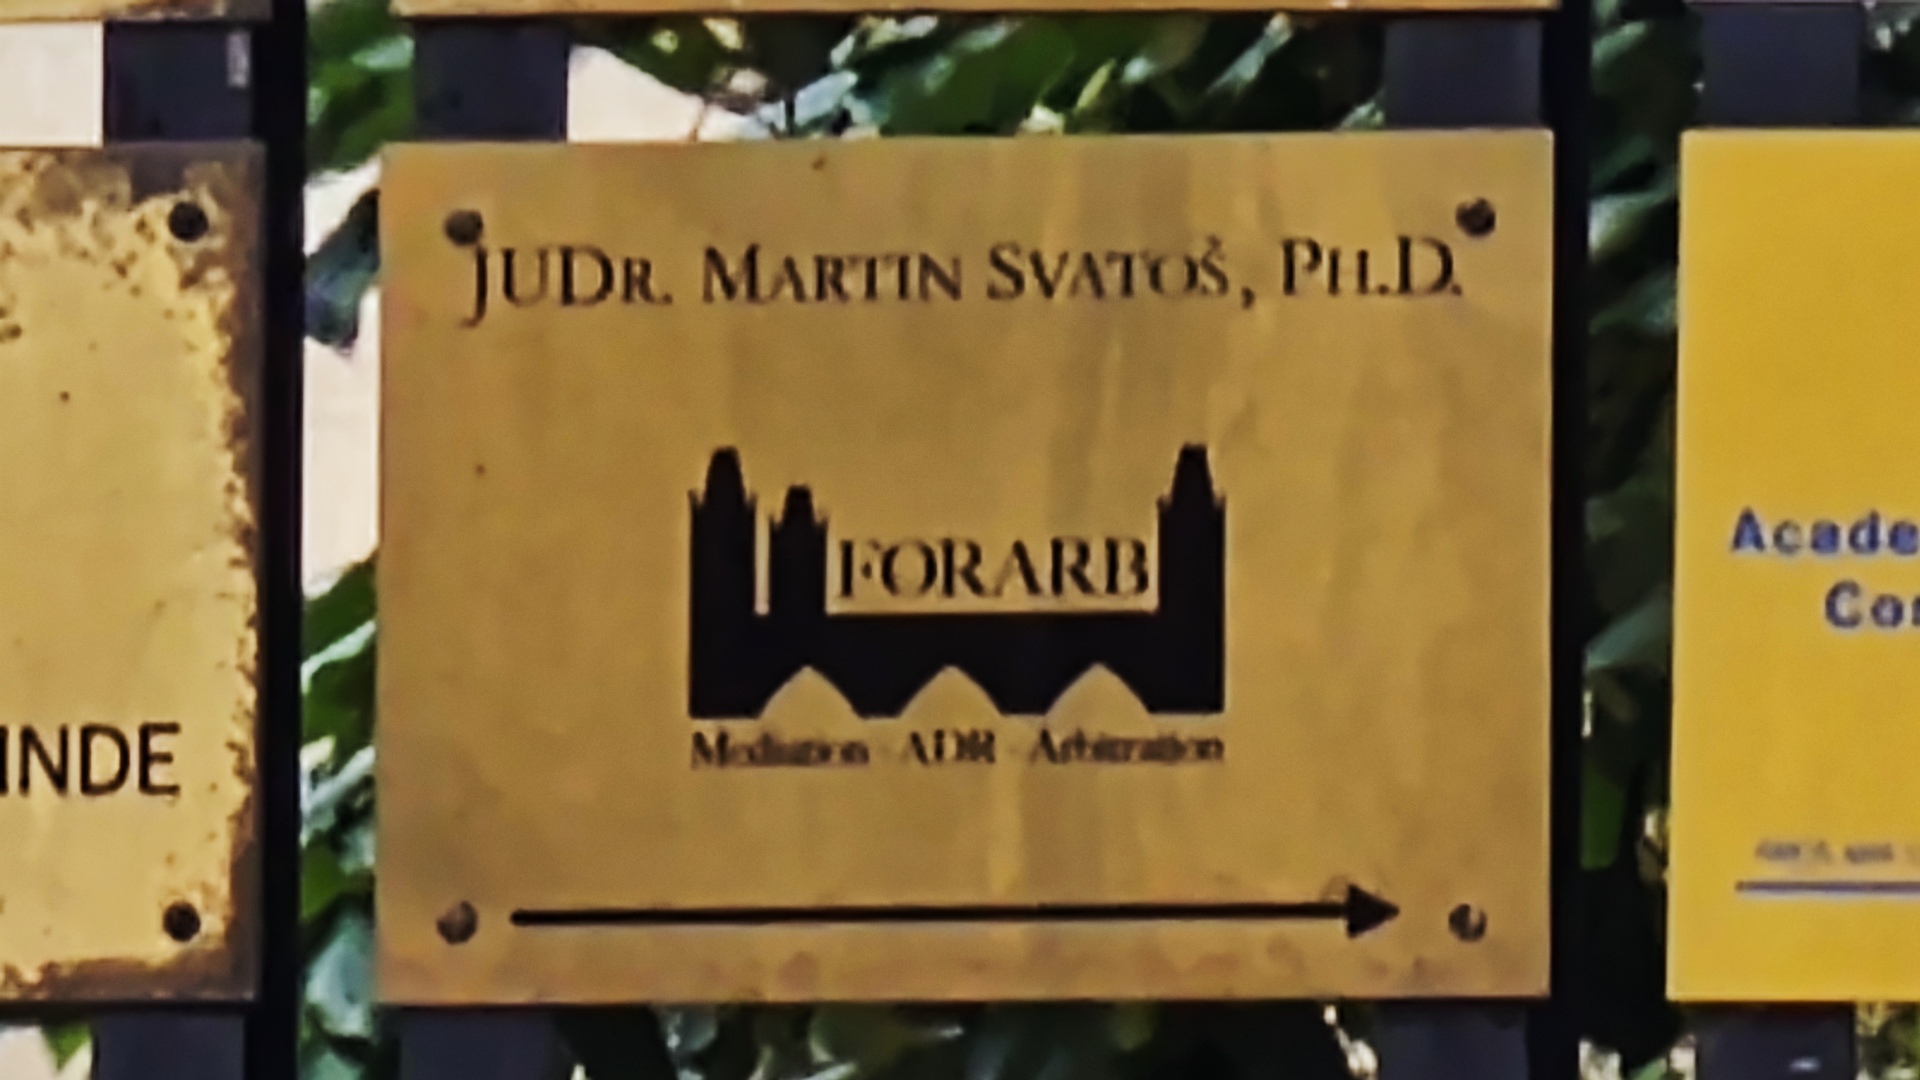 JUDR. MARTIN SVATOŠ, PH.D.
FORARB
Mediation · ADR · Arbitration
INDE
Acade
Co